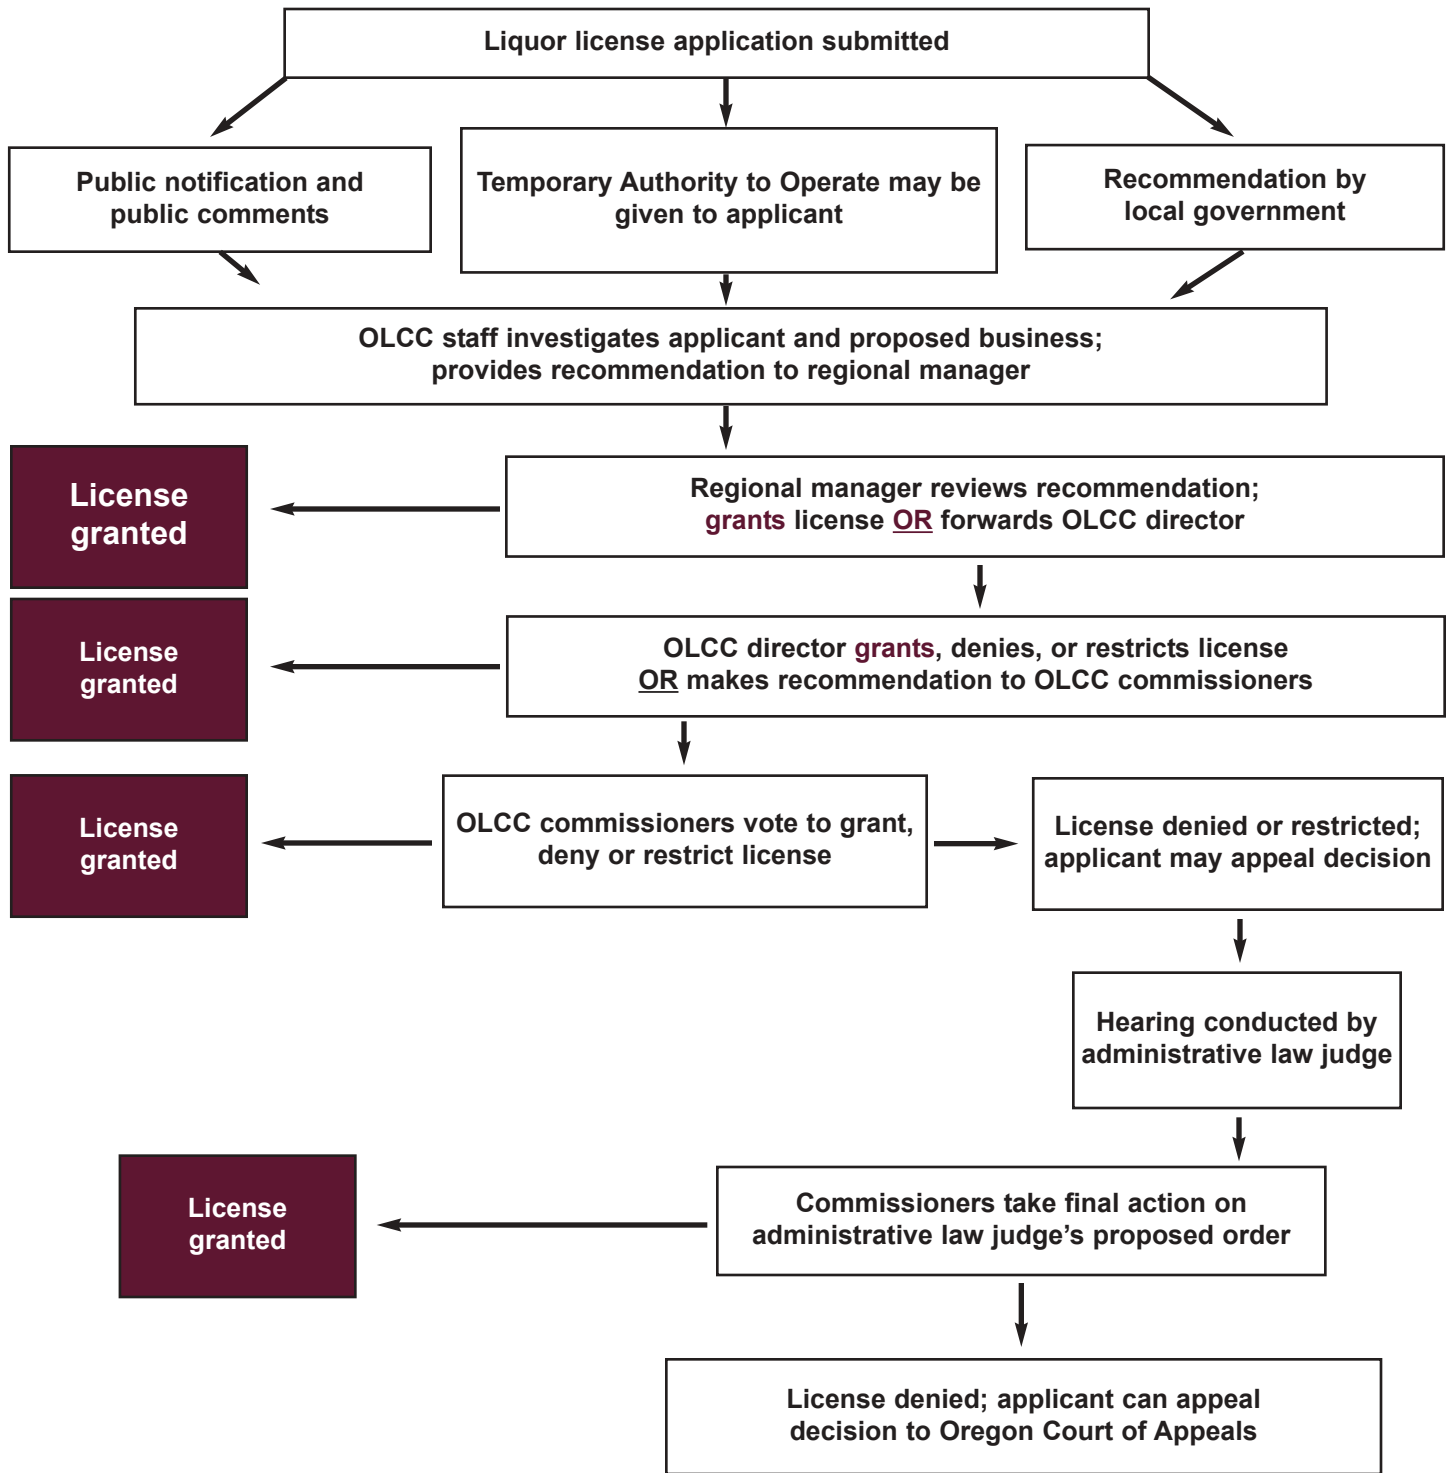 Liquor license application submitted
Public notification and
public comments
Temporary Authority to Operate may be
given to applicant
Recommendation by
local government
OLCC staff investigates applicant and proposed business;
provides recommendation to regional manager
License
granted
Regional manager reviews recommendation;
grants license OR forwards OLCC director
License
granted
OLCC director grants, denies, or restricts license
OR makes recommendation to OLCC commissioners
License
granted
OLCC commissioners vote to grant,
deny or restrict license
License denied or restricted;
applicant may appeal decision
Hearing conducted by
administrative law judge
License
granted
Commissioners take final action on
administrative law judge’s proposed order
License denied; applicant can appeal
decision to Oregon Court of Appeals